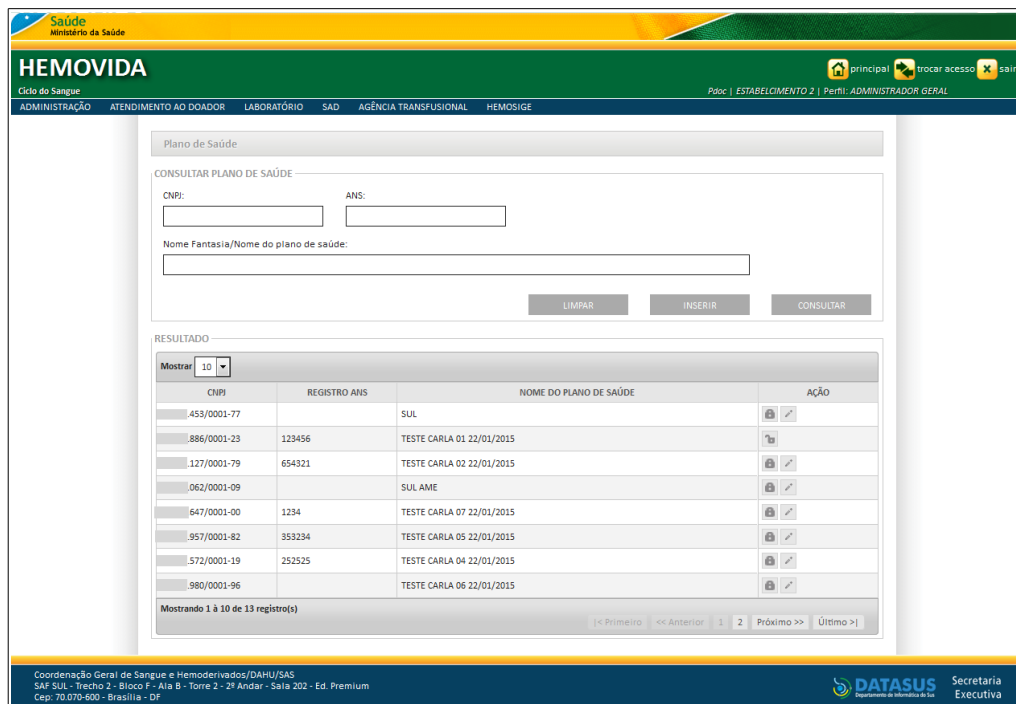 Saúde
Ministério da Saúde
HEMOVIDA
principal trocar acesso sair
Ciclo do Sangue
Pdoc | ESTABELCIMENTO 2 | Perfil: ADMINISTRADOR GERAL
ADMINISTRAÇÃO ATENDIMENTO AO DOADOR LABORATÓRIO SAD AGÊNCIA TRANSFUSIONAL HEMOSIGE
Plano de Saúde
CONSULTAR PLANO DE SAÚDE
CNPJ: ANS:
Nome Fantasia/Nome do plano de saúde:
LIMPAR INSERIR CONSULTAR
RESULTADO
Mostrar 10
CNPJ REGISTRO ANS NOME DO PLANO DE SAÚDE AÇÃO
.453/0001-77 SUL
.886/0001-23 123456 TESTE CARLA 01 22/01/2015
.127/0001-79 654321 TESTE CARLA 02 22/01/2015
.062/0001-09 SUL AME
647/0001-00 1234 TESTE CARLA 07 22/01/2015
.957/0001-82 353234 TESTE CARLA 05 22/01/2015
.572/0001-19 252525 TESTE CARLA 04 22/01/2015
.980/0001-96 TESTE CARLA 06 22/01/2015
Mostrando 1 à 10 de 13 registro(s)
|< Primeiro << Anterior 1 2 Próximo >> Último >|
Coordenação Geral de Sangue e Hemoderivados/DAHU/SAS
SAF SUL - Trecho 2 - Bloco F - Ala B - Torre 2 - 2º Andar - Sala 202 - Ed. Premium
Cep: 70.070-600 - Brasília - DF
DATASUS
Departamento de Informática do Sus
Secretaria
Executiva